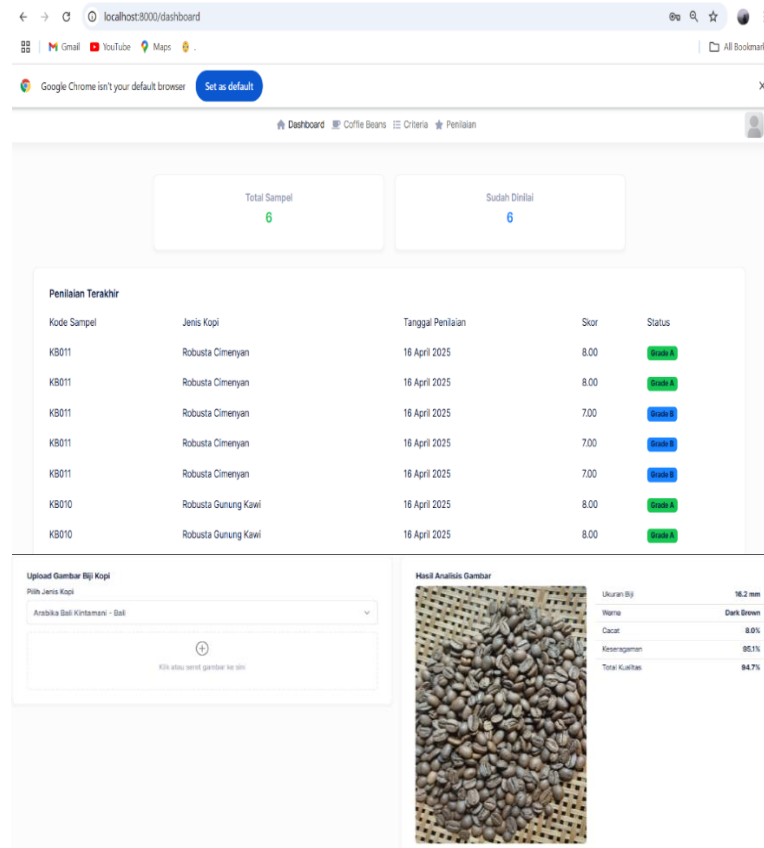 localhost:8000/dashboard
Gmail YouTube Maps .
All Bookmark
Google Chrome isn't your default browser Set as default
Dashboard Coffie Beans Criteria Penilaian
Total Sampel Sudah Dinilai
6 6
Penilaian Terakhir
Kode Sampel Jenis Kopi Tanggal Penilaian Skor Status
KB011 Robusta Cimenyan 16 April 2025 8.00 Grade A
KB011 Robusta Cimenyan 16 April 2025 8.00 Grade A
KB011 Robusta Cimenyan 16 April 2025 7.00 Grade B
KB011 Robusta Cimenyan 16 April 2025 7.00 Grade B
KB011 Robusta Cimenyan 16 April 2025 7.00 Grade B
KB010 Robusta Gunung Kawi 16 April 2025 8.00 Grade A
KB010 Robusta Gunung Kawi 16 April 2025 8.00 Grade A
Upload Gambar Biji Kopi
Pilih Jenis Kopi
Arabika Bali Kintamani - Bali
Klik atau seret gambar ke sini
Hasil Analisis Gambar
Ukuran Biji 16.2 mm
Warna Dark Brown
Cacat 8.0%
Keseragaman 95.1%
Total Kualitas 94.7%